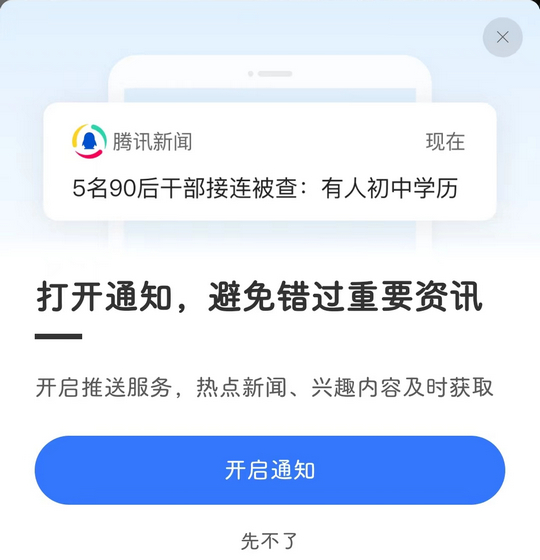 腾讯新闻 现在
5名90后干部接连被查：有人初中学历
打开通知，避免错过重要资讯
开启推送服务，热点新闻、兴趣内容及时获取
开启通知
先不了